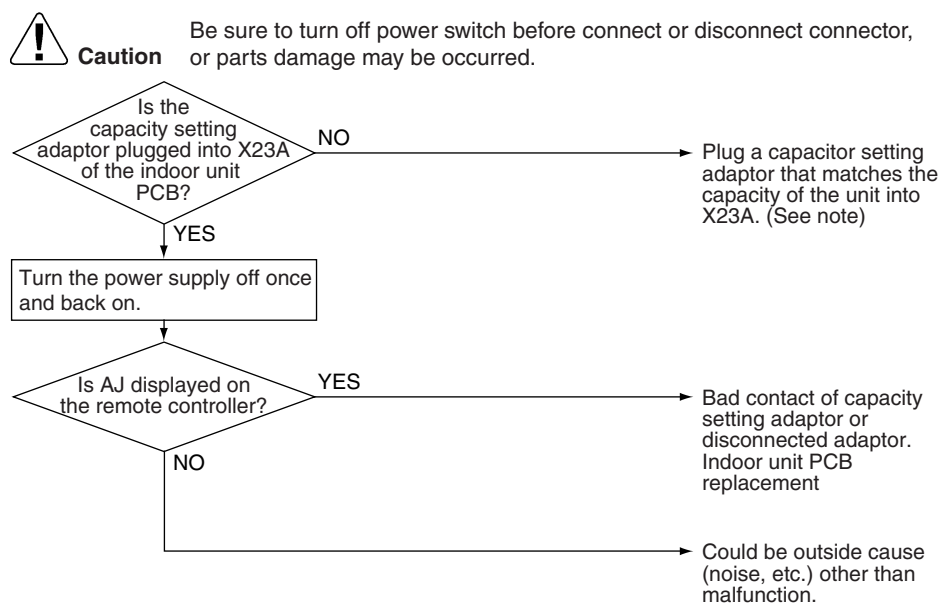 Be sure to turn off power switch before connect or disconnect connector,
Caution or parts damage may be occurred.
Is the
capacity setting
adaptor plugged into X23A
of the indoor unit
PCB?
NO
Plug a capacitor setting
adaptor that matches the
capacity of the unit into
X23A. (See note)
YES
Turn the power supply off once
and back on.
Is AJ displayed on
the remote controller?
YES
Bad contact of capacity
setting adaptor or
disconnected adaptor.
Indoor unit PCB
replacement
NO
Could be outside cause
(noise, etc.) other than
malfunction.